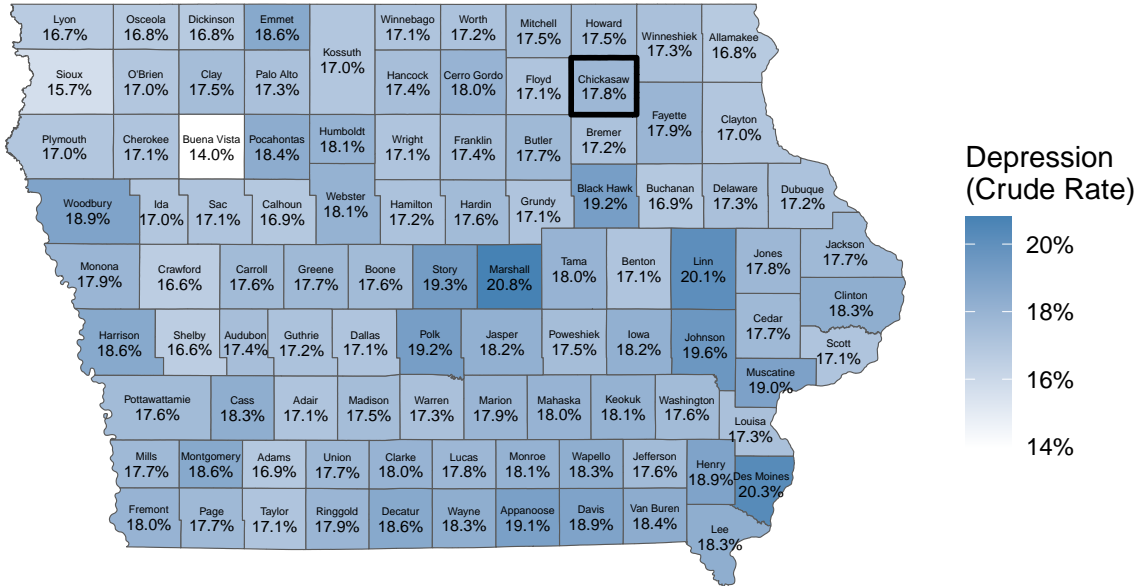 Lyon
16.7%
Osceola
16.8%
Dickinson
16.8%
Emmet
18.6%
Winnebago
17.1%
Worth
17.2%
Mitchell
17.5%
Howard
17.5%
Winneshiek
17.3%
Allamakee
16.8%
Kossuth
17.0%
Sioux
15.7%
O'Brien
17.0%
Clay
17.5%
Palo Alto
17.3%
Hancock
17.4%
Cerro Gordo
18.0%
Floyd
17.1%
Chickasaw
17.8%
Fayette
17.9%
Clayton
17.0%
Plymouth
17.0%
Cherokee
17.1%
Buena Vista
14.0%
Pocahontas
18.4%
Humboldt
18.1%
Wright
17.1%
Franklin
17.4%
Butler
17.7%
Bremer
17.2%
Woodbury
18.9%
Ida
17.0%
Sac
17.1%
Calhoun
16.9%
Webster
18.1%
Hamilton
17.2%
Hardin
17.6%
Grundy
17.1%
Black Hawk
19.2%
Buchanan
16.9%
Delaware
17.3%
Dubuque
17.2%
Monona
17.9%
Crawford
16.6%
Carroll
17.6%
Greene
17.7%
Boone
17.6%
Story
19.3%
Marshall
20.8%
Tama
18.0%
Benton
17.1%
Linn
20.1%
Jones
17.8%
Jackson
17.7%
Clinton
18.3%
Harrison
18.6%
Shelby
16.6%
Audubon
17.4%
Guthrie
17.2%
Dallas
17.1%
Polk
19.2%
Jasper
18.2%
Poweshiek
17.5%
Iowa
18.2%
Johnson
19.6%
Cedar
17.7%
Scott
17.1%
Muscatine
19.0%
Pottawattamie
17.6%
Cass
18.3%
Adair
17.1%
Madison
17.5%
Warren
17.3%
Marion
17.9%
Mahaska
18.0%
Keokuk
18.1%
Washington
17.6%
Louisa
17.3%
Mills
17.7%
Montgomery
18.6%
Adams
16.9%
Union
17.7%
Clarke
18.0%
Lucas
17.8%
Monroe
18.1%
Wapello
18.3%
Jefferson
17.6%
Henry
18.9%
Des Moines
20.3%
Fremont
18.0%
Page
17.7%
Taylor
17.1%
Ringgold
17.9%
Decatur
18.6%
Wayne
18.3%
Appanoose
19.1%
Davis
18.9%
Van Buren
18.4%
Lee
18.3%
Depression
(Crude Rate)
20%
18%
16%
14%